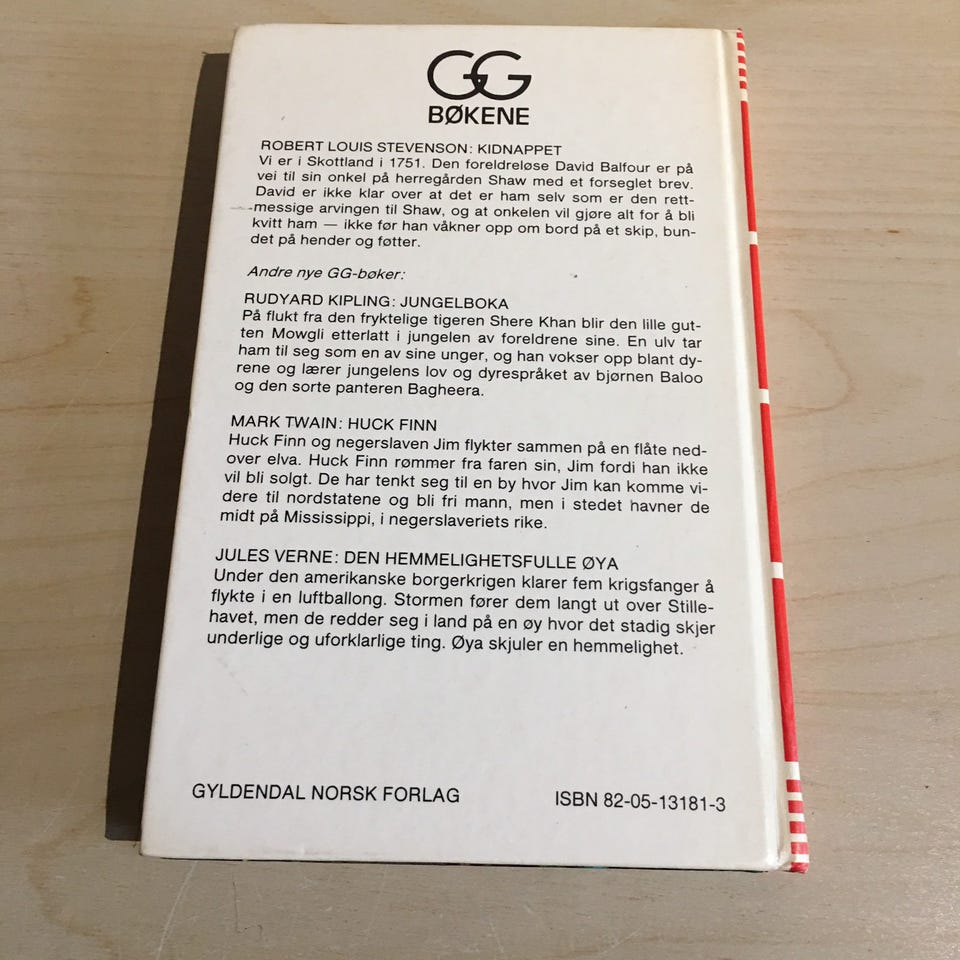 GG
BØKENE
ROBERT LOUIS STEVENSON: KIDNAPPET
Vi er i Skottland i 1751. Den foreldreløse David Balfour er på
vei til sin onkel på herregården Shaw med et forseglet brev.
David er ikke klar over at det er ham selv som er den rett-
messige arvingen til Shaw, og at onkelen vil gjøre alt for å bli
kvitt ham — ikke før han våkner opp om bord på et skip, bun-
det på hender og føtter.
Andre nye GG-bøker:
RUDYARD KIPLING: JUNGELBOKA
På flukt fra den fryktelige tigeren Shere Khan blir den lille gut-
ten Mowgli etterlatt i jungelen av foreldrene sine. En ulv tar
ham til seg som en av sine unger, og han vokser opp blant dy-
rene og lærer jungelens lov og dyrespråket av bjørnen Baloo
og den sorte panteren Bagheera.
MARK TWAIN: HUCK FINN
Huck Finn og negerslaven Jim flykter sammen på en flåte ned-
over elva. Huck Finn rømmer fra faren sin, Jim fordi han ikke
vil bli solgt. De har tenkt seg til en by hvor Jim kan komme vi-
dere til nordstatene og bli fri mann, men i stedet havner de
midt på Mississippi, i negerslaveriets rike.
JULES VERNE: DEN HEMMELIGHETSFULLE ØYA
Under den amerikanske borgerkrigen klarer fem krigsfanger å
flykte i en luftballong. Stormen fører dem langt ut over Stille-
havet, men de redder seg i land på en øy hvor det stadig skjer
underlige og uforklarlige ting. Øya skjuler en hemmelighet.
GYLDENDAL NORSK FORLAG
ISBN 82-05-13181-3